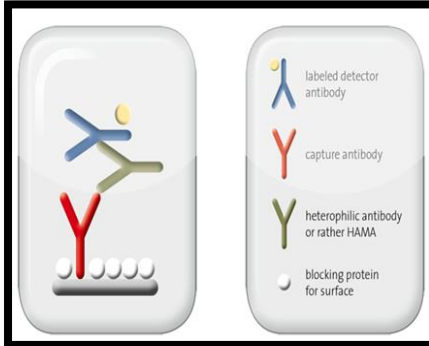 labeled detector
antibody
capture antibody
heterophilic antibody
or rather HAMA
blocking protein
for surface